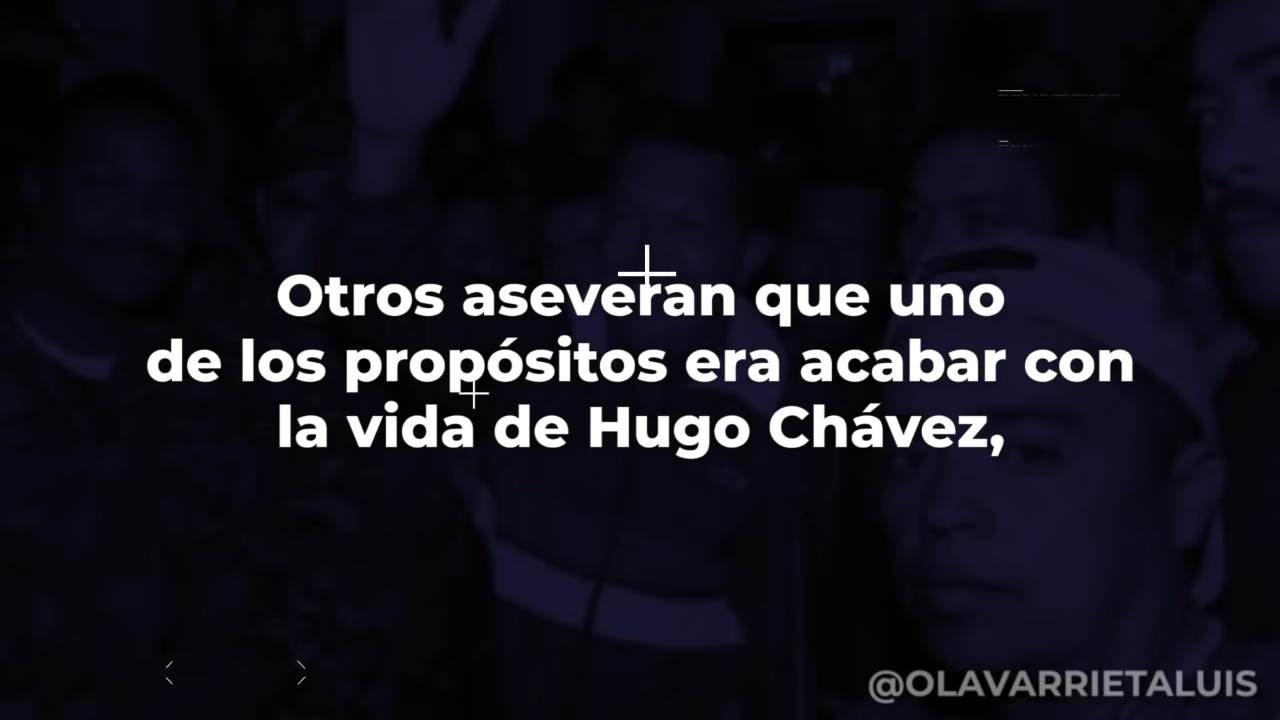 Otros aseveran que uno
de los propósitos era acabar con
la vida de Hugo Chávez,
@OLAVARRIETALUIS